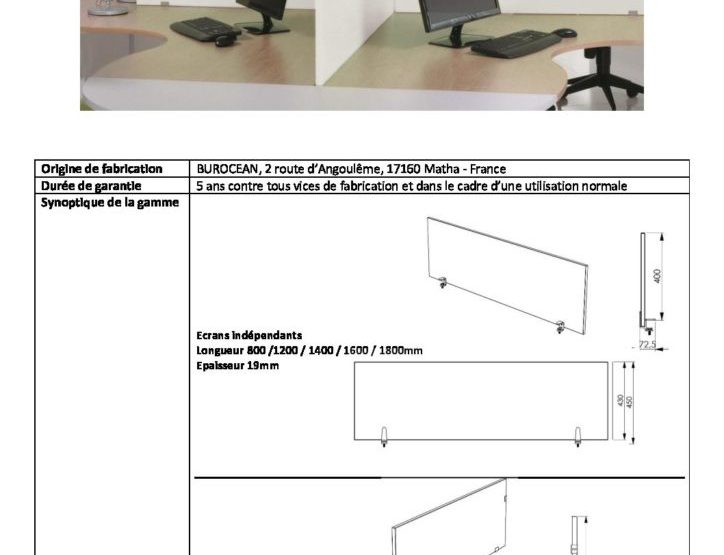 Origine de fabrication
BUROCEAN, 2 route d'Angoulême, 17160 Matha - France
Durée de garantie
5 ans contre tous vices de fabrication et dans le cadre d'une utilisation normale
Synoptique de la gamme
400
72.5
Ecrans indépendants
Longueur 800 /1200 / 1400 / 1600 / 1800mm
Epaisseur 19mm
430
450